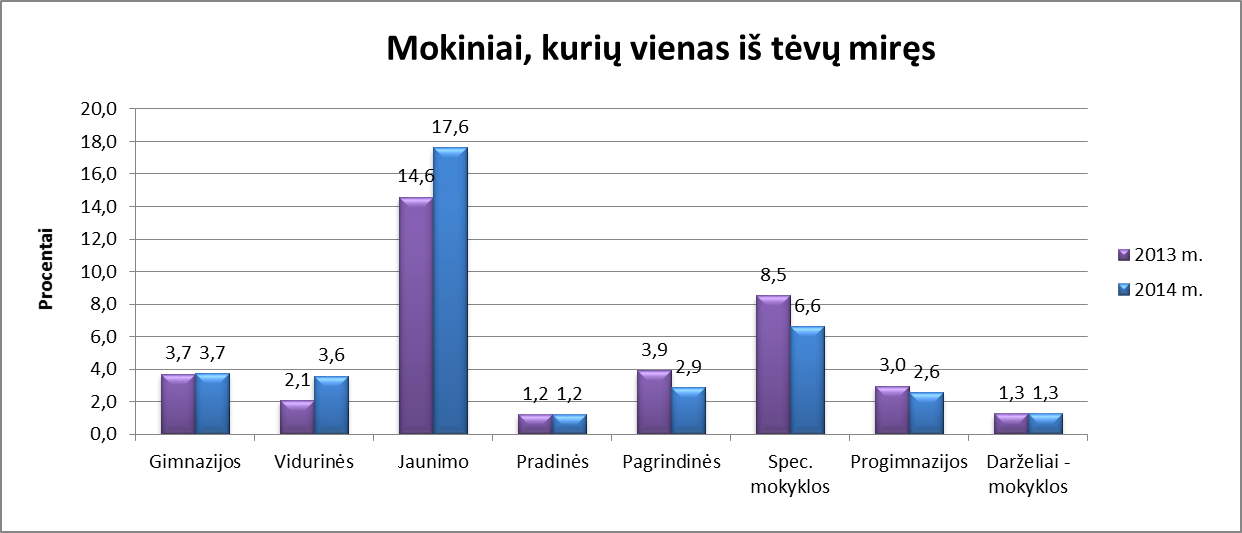 Mokiniai, kurių vienas iš tėvų miręs
Procentai
20,0
18,0
16,0
14,0
12,0
10,0
8,0
6,0
4,0
2,0
0,0
3,7 3,7
2,1 3,6
14,6 17,6
1,2 1,2
3,9 2,9
8,5 6,6
3,0 2,6
1,3 1,3
Gimnazijos
Vidurinės
Jaunimo
Pradinės
Pagrindinės
Spec.
mokyklos
Progimnazijos
Darželiai -
mokyklos
2013 m.
2014 m.